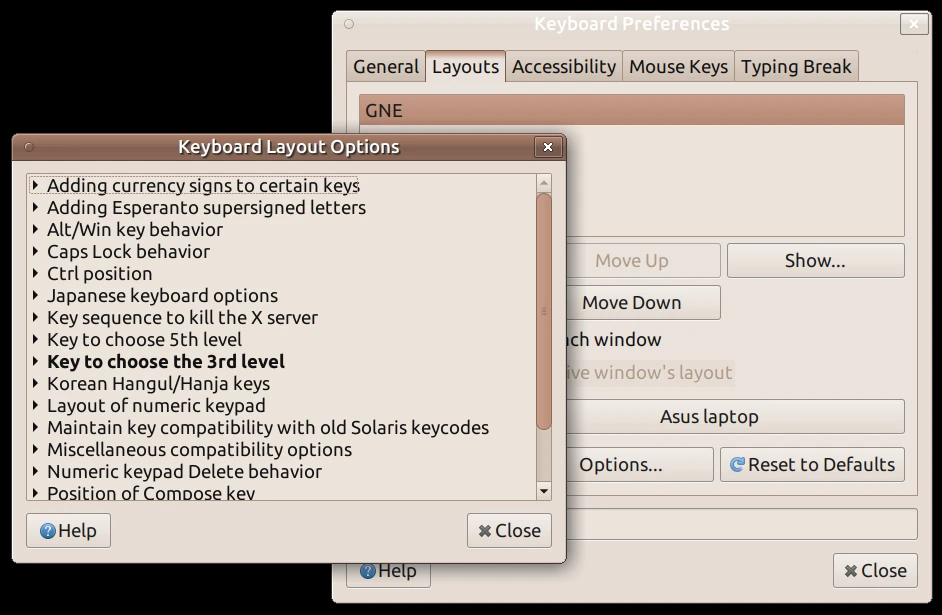 Keyboard Preferences
General Layouts Accessibility Mouse Keys Typing Break
GNE
Move Up Show...
Move Down
window
window's layout
Asus laptop
Options... Reset to Defaults
Help Close
Keyboard Layout Options
Adding currency signs to certain keys
Adding Esperanto supersigned letters
Alt/Win key behavior
Caps Lock behavior
Ctrl position
Japanese keyboard options
Key sequence to kill the X server
Key to choose 5th level
Key to choose the 3rd level
Korean Hangul/Hanja keys
Layout of numeric keypad
Maintain key compatibility with old Solaris keycodes
Miscellaneous compatibility options
Numeric keypad Delete behavior
Position of Compose key
Help Close